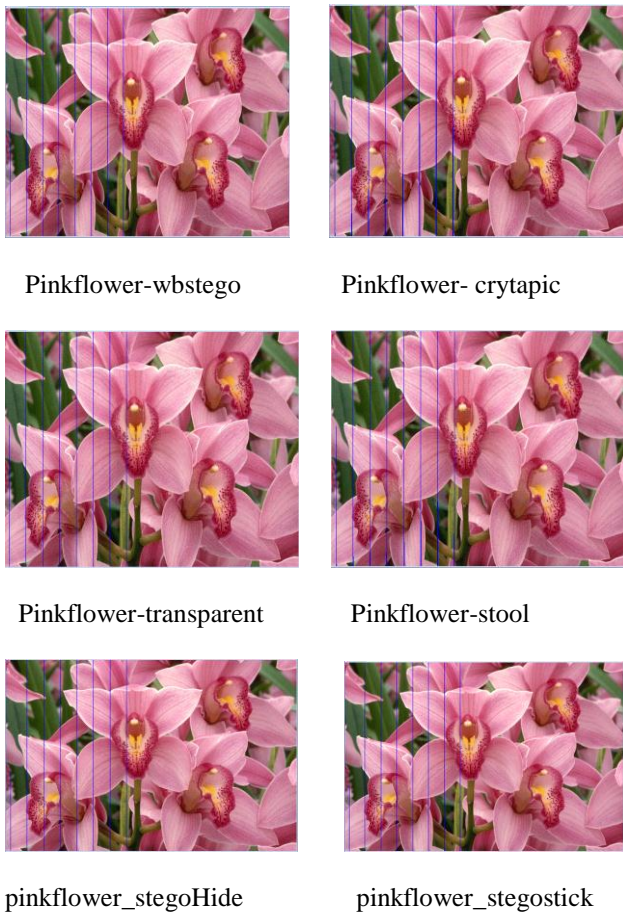 Pinkflower-wbstego
Pinkflower- crytapic
Pinkflower-transparent
Pinkflower-stool
pinkflower_stegoHide
pinkflower_stegostick